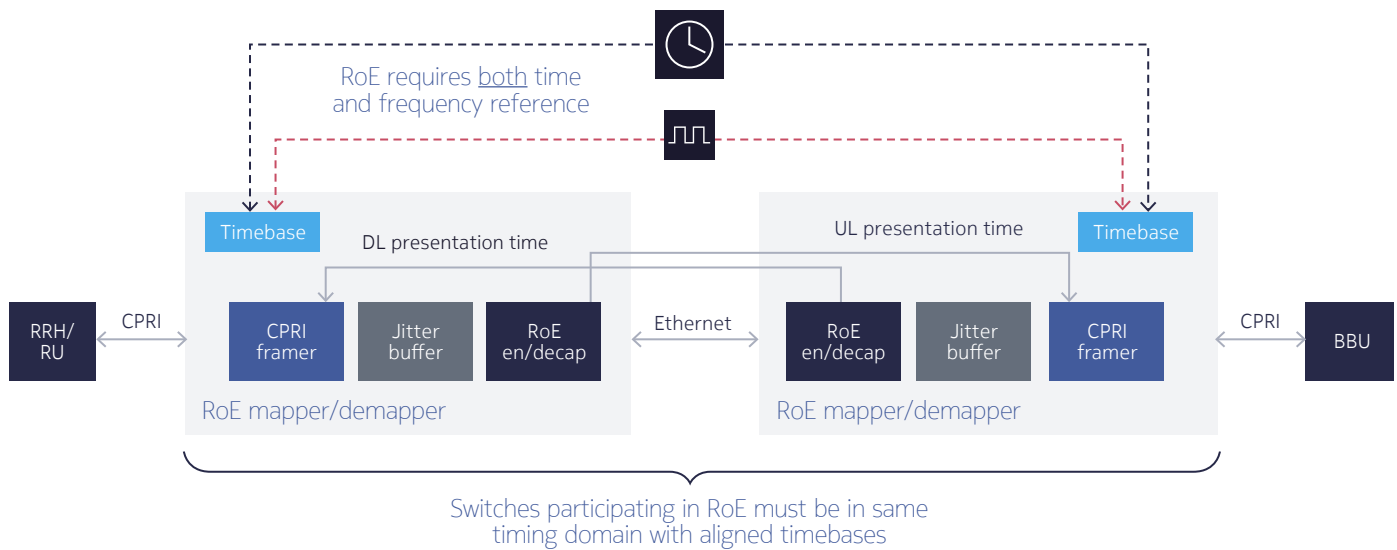 RoE requires both time
and frequency reference
Timebase
DL presentation time
UL presentation time
Timebase
RRH/
RU
CPRI
CPRI
framer
Jitter
buffer
RoE
en/decap
Ethernet
RoE
en/decap
Jitter
buffer
CPRI
framer
CPRI
BBU
RoE mapper/demapper
RoE mapper/demapper
Switches participating in RoE must be in same
timing domain with aligned timebases